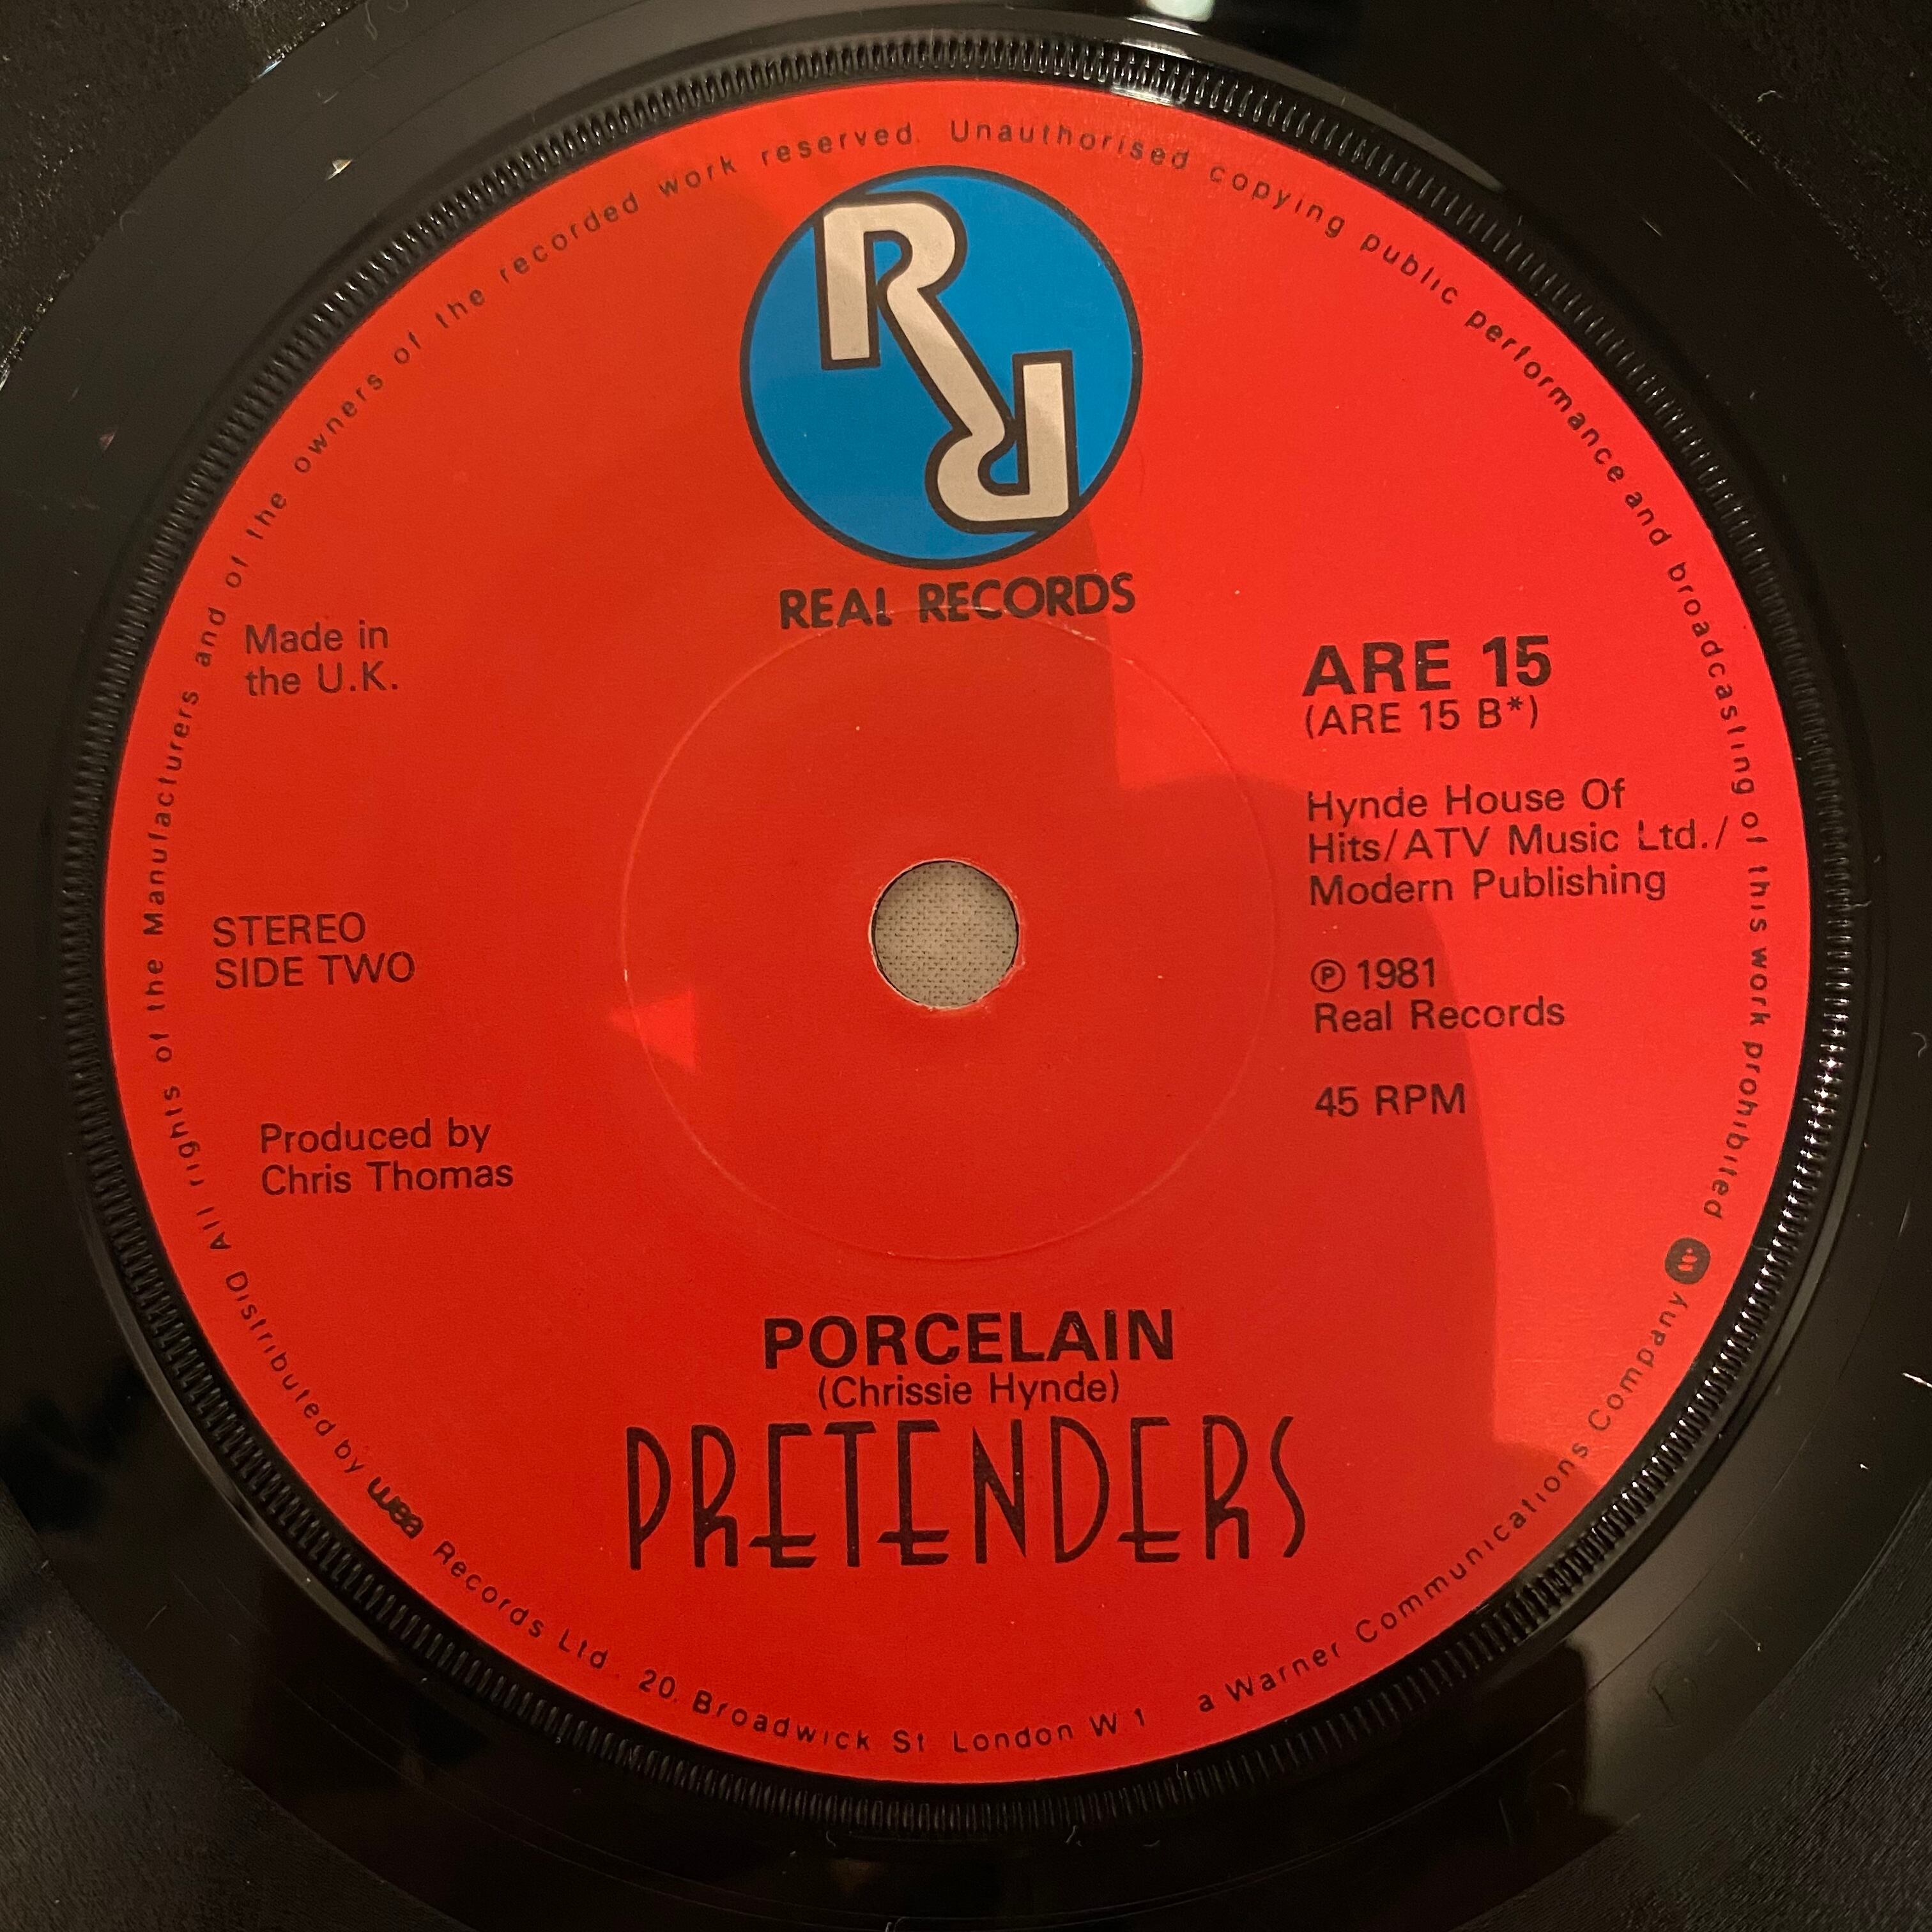 All rights of the Manufacturers and of the owners of the recorded work reserved. Unauthorised copying public performance and broadcasting of this work prohibited
RR
REAL RECORDS
Made in
the U.K.
ARE 15
(ARE 15 B*)
Hynde House Of
Hits/ATV Music Ltd./
Modern Publishing
STEREO
SIDE TWO
℗ 1981
Real Records
45 RPM
Produced by
Chris Thomas
PORCELAIN
(Chrissie Hynde)
PRETENDERS
Distributed by wea Records Ltd. 20, Broadwick St London W 1 a Warner Communications Company